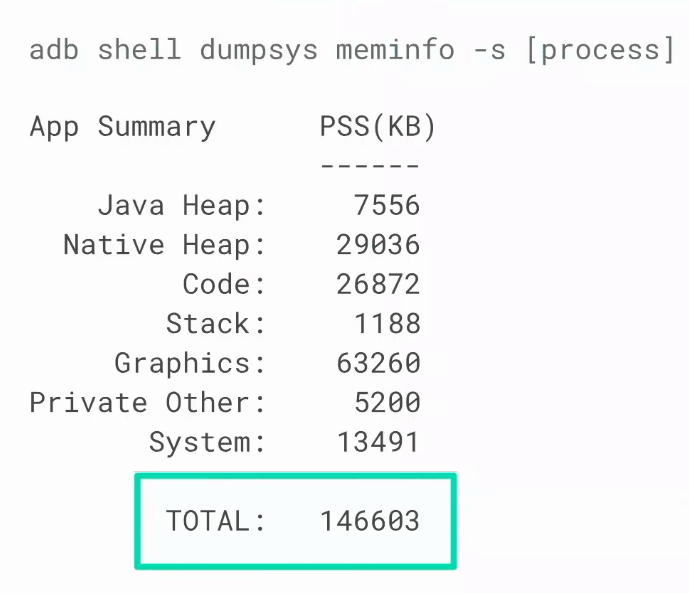 adb shell dumpsys meminfo -s [process]
App Summary PSS(KB)
------
Java Heap: 7556
Native Heap: 29036
Code: 26872
Stack: 1188
Graphics: 63260
Private Other: 5200
System: 13491
TOTAL: 146603